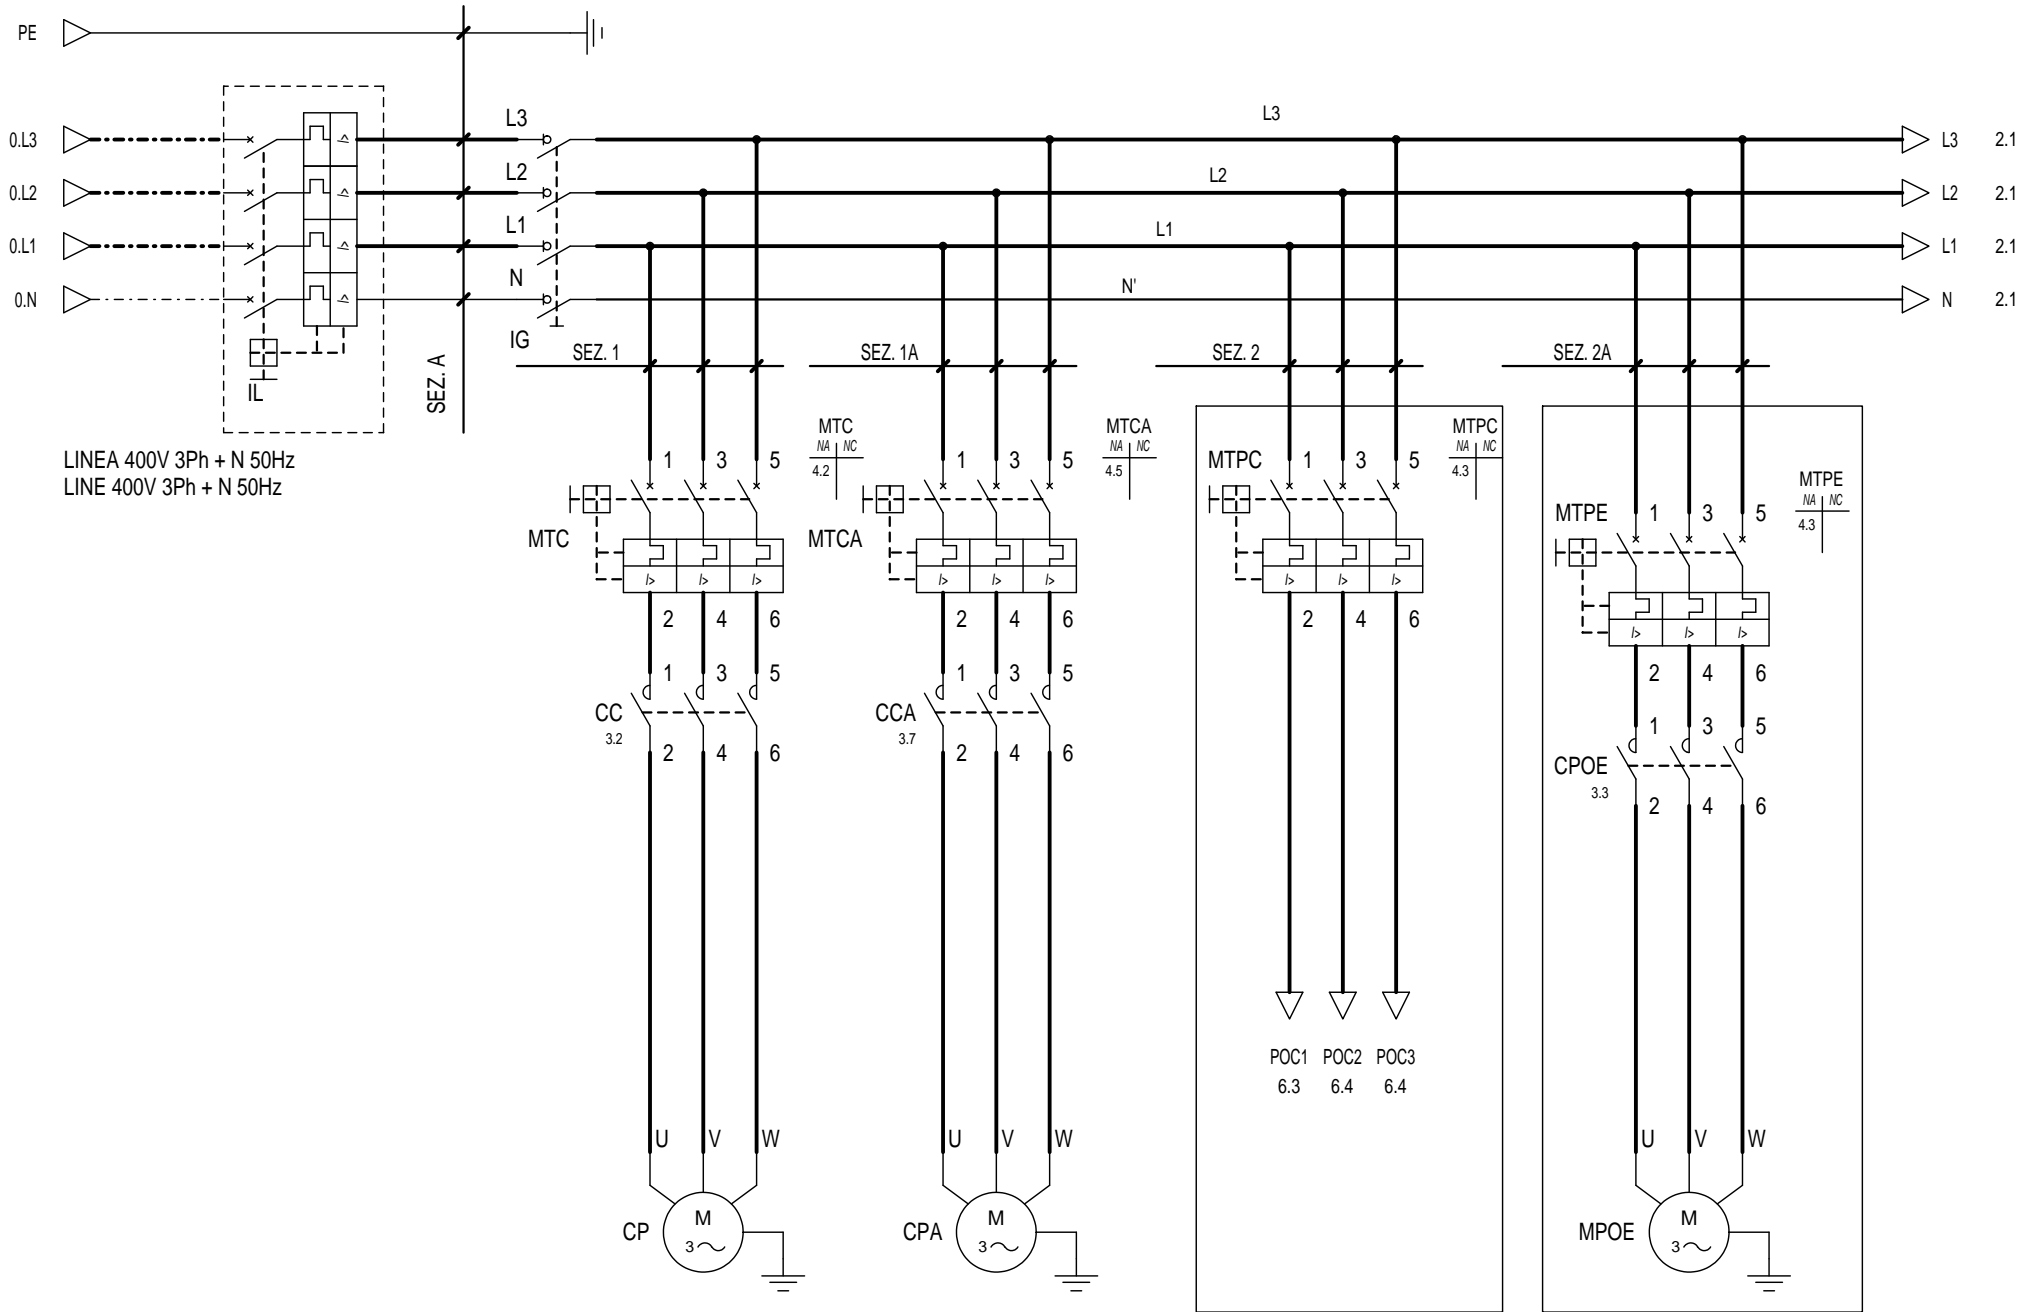 PE
0.L3
0.L2
0.L1
0.N
IL
SEZ. A
LINEA 400V 3Ph + N 50Hz
LINE 400V 3Ph + N 50Hz
L3
L2
L1
N
IG
L3
L2
L1
N'
L3 2.1
L2 2.1
L1 2.1
N 2.1
SEZ. 1
SEZ. 1A
SEZ. 2
SEZ. 2A
MTC
NA NC
4.2
1 3 5
MTC
I> I> I>
2 4 6
1 3 5
CC
3.2
2 4 6
U V W
CP
M
3
MTCA
NA NC
4.5
1 3 5
MTCA
I> I> I>
2 4 6
1 3 5
CCA
3.7
2 4 6
U V W
CPA
M
3
MTPC
NA NC
4.3
MTPC
1 3 5
I> I> I>
2 4 6
POC1 POC2 POC3
6.3 6.4 6.4
MTPE
NA NC
4.3
MTPE
1 3 5
I> I> I>
2 4 6
1 3 5
CPOE
3.3
2 4 6
U V W
MPOE
M
3